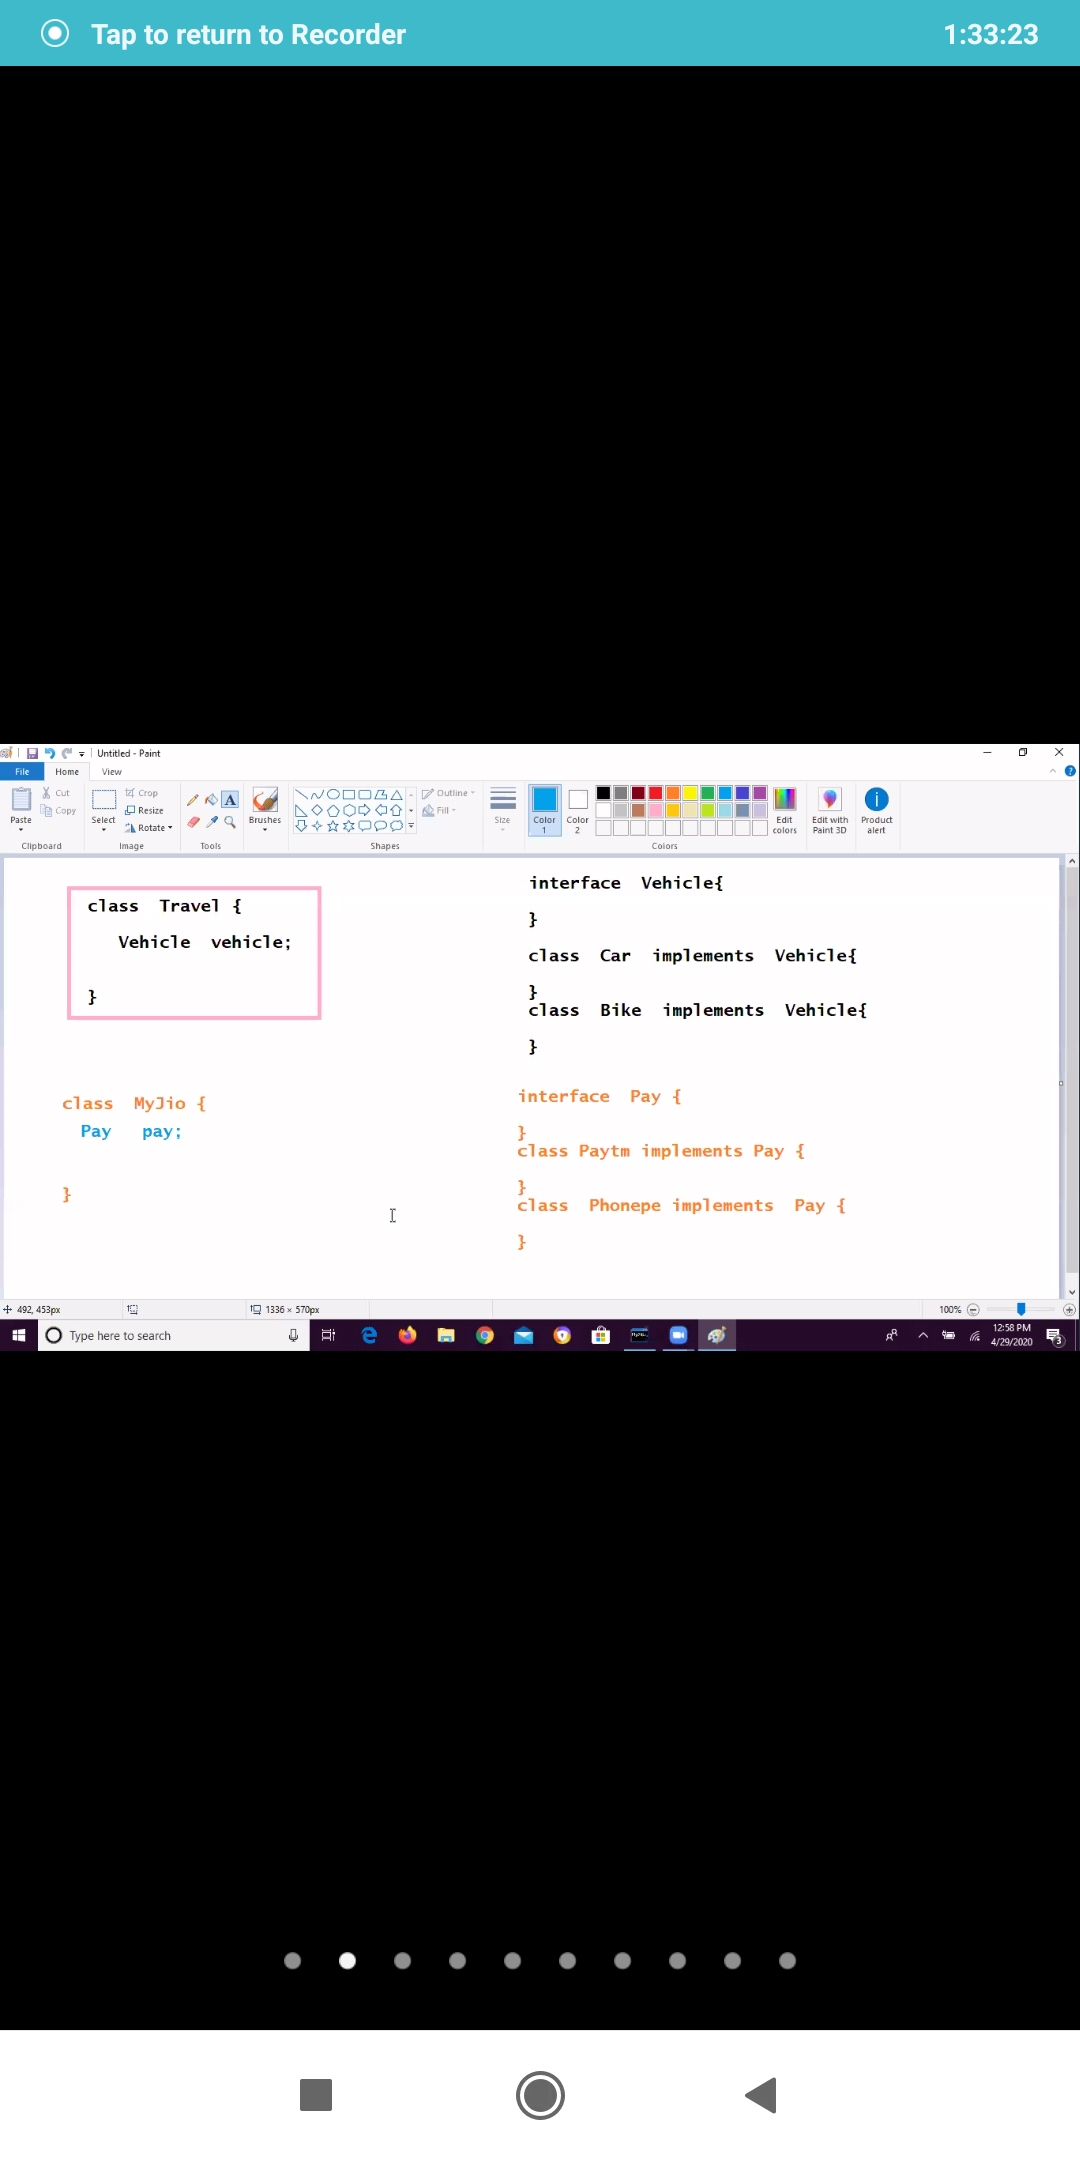 Tap to return to Recorder 1:33:23
Untitled - Paint
File Home View
Paste Cut Copy Select Crop Resize Rotate A Brushes Outline Fill Size Color 1 Color 2 Edit colors Edit with Paint 3D Product alert
Clipboard Image Tools Shapes Colors
class Travel {
Vehicle vehicle;
}
interface Vehicle{
}
class Car implements Vehicle{
}
class Bike implements Vehicle{
}
class MyJio {
Pay pay;
}
interface Pay {
}
class Paytm implements Pay {
}
class Phonepe implements Pay {
}
492, 453px 1336 × 570px 100%
Type here to search
12:58 PM
4/29/2020
3